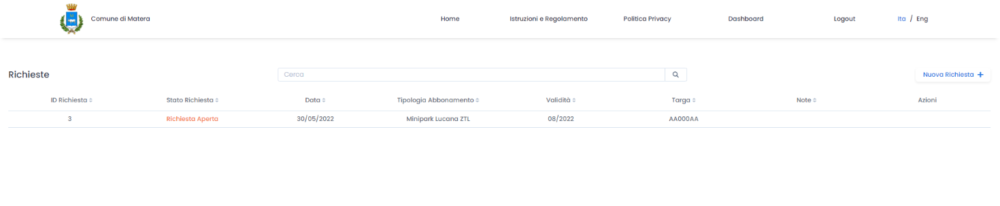 Comune di Matera Home Istruzioni e Regolamento Politica Privacy Dashboard Logout Ita / Eng
Richieste Cerca Nuova Richiesta +
ID Richiesta Stato Richiesta Data Tipologia Abbonamento Validità Targa Note Azioni
3 Richiesta Aperta 30/05/2022 Minipark Lucana ZTL 08/2022 AA000AA